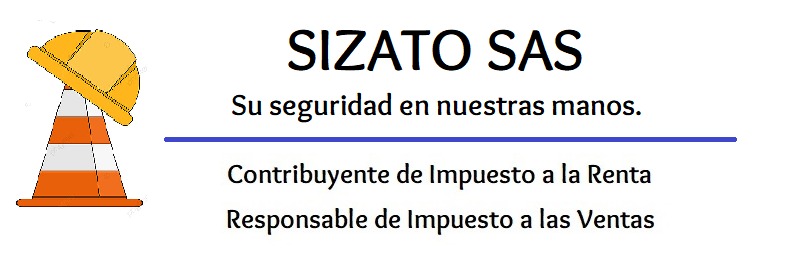 SIZATO SAS
Su seguridad en nuestras manos.
Contribuyente de Impuesto a la Renta
Responsable de Impuesto a las Ventas